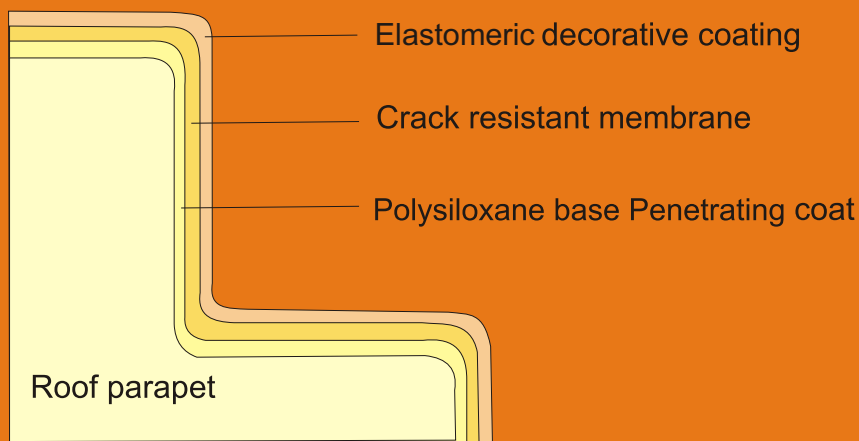 Elastomeric decorative coating
Crack resistant membrane
Polysiloxane base Penetrating coat
Roof parapet